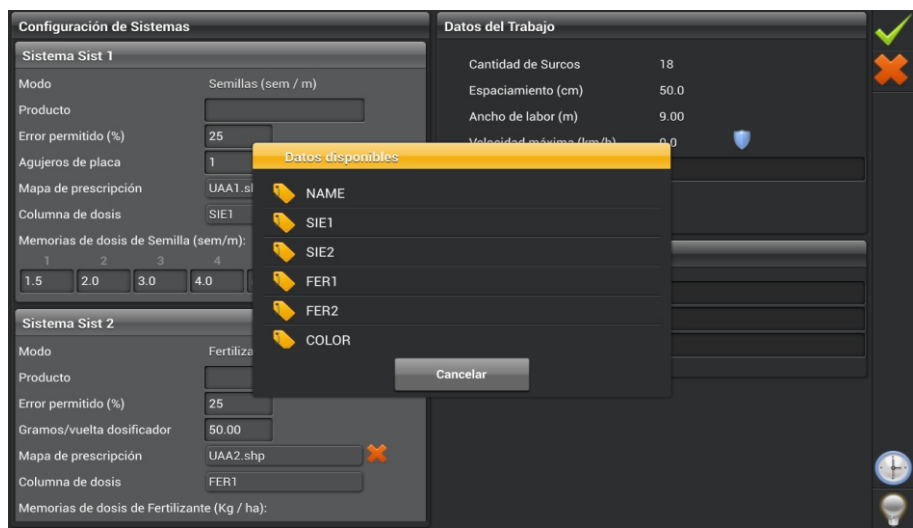 Configuración de Sistemas
Sistema Sist 1
Modo Semillas (sem / m)
Producto
Error permitido (%) 25
Agujeros de placa 1
Mapa de prescripción UAA1.s
Columna de dosis SIE1
Memorias de dosis de Semilla (sem/m):
1 2 3 4
1.5 2.0 3.0 4.0
Sistema Sist 2
Modo Fertiliza
Producto
Error permitido (%) 25
Gramos/vuelta dosificador 50.00
Mapa de prescripción UAA2.shp
Columna de dosis FER1
Memorias de dosis de Fertilizante (Kg / ha):
Datos disponibles
NAME
SIE1
SIE2
FER1
FER2
COLOR
Cancelar
Datos del Trabajo
Cantidad de Surcos 18
Espaciamiento (cm) 50.0
Ancho de labor (m) 9.00
Velocidad máxima (km/h)